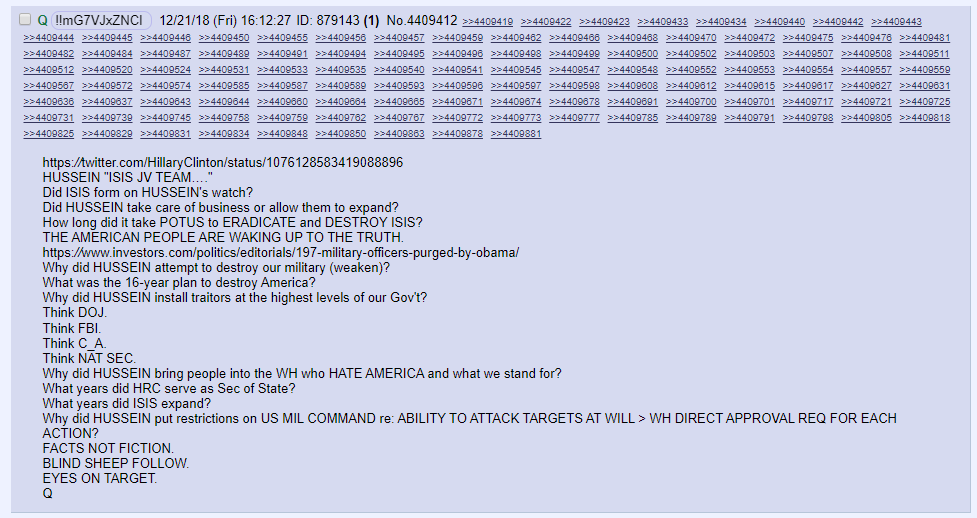 Q !!mG7VJxZNCI 12/21/18 (Fri) 16:12:27 ID: 879143 (1) No.4409412 >>4409419 >>4409422 >>4409423 >>4409433 >>4409434 >>4409440 >>4409442 >>4409443
>>4409444 >>4409445 >>4409446 >>4409450 >>4409455 >>4409456 >>4409457 >>4409459 >>4409462 >>4409466 >>4409468 >>4409470 >>4409472 >>4409475 >>4409476 >>4409481
>>4409482 >>4409484 >>4409487 >>4409489 >>4409491 >>4409494 >>4409495 >>4409496 >>4409498 >>4409499 >>4409500 >>4409502 >>4409503 >>4409507 >>4409508 >>4409511
>>4409512 >>4409520 >>4409524 >>4409531 >>4409533 >>4409535 >>4409540 >>4409541 >>4409545 >>4409547 >>4409548 >>4409552 >>4409553 >>4409554 >>4409557 >>4409559
>>4409567 >>4409572 >>4409574 >>4409585 >>4409587 >>4409589 >>4409593 >>4409596 >>4409597 >>4409598 >>4409608 >>4409612 >>4409615 >>4409617 >>4409627 >>4409631
>>4409636 >>4409637 >>4409643 >>4409644 >>4409660 >>4409664 >>4409665 >>4409671 >>4409674 >>4409678 >>4409691 >>4409700 >>4409701 >>4409717 >>4409721 >>4409725
>>4409731 >>4409739 >>4409745 >>4409758 >>4409759 >>4409762 >>4409767 >>4409772 >>4409773 >>4409777 >>4409785 >>4409789 >>4409791 >>4409798 >>4409805 >>4409818
>>4409825 >>4409829 >>4409831 >>4409834 >>4409848 >>4409850 >>4409863 >>4409878 >>4409881
https://twitter.com/HillaryClinton/status/1076128583419088896
HUSSEIN "ISIS JV TEAM…."
Did ISIS form on HUSSEIN's watch?
Did HUSSEIN take care of business or allow them to expand?
How long did it take POTUS to ERADICATE and DESTROY ISIS?
THE AMERICAN PEOPLE ARE WAKING UP TO THE TRUTH.
https://www.investors.com/politics/editorials/197-military-officers-purged-by-obama/
Why did HUSSEIN attempt to destroy our military (weaken)?
What was the 16-year plan to destroy America?
Why did HUSSEIN install traitors at the highest levels of our Gov't?
Think DOJ.
Think FBI.
Think C_A.
Think NAT SEC.
Why did HUSSEIN bring people into the WH who HATE AMERICA and what we stand for?
What years did HRC serve as Sec of State?
What years did ISIS expand?
Why did HUSSEIN put restrictions on US MIL COMMAND re: ABILITY TO ATTACK TARGETS AT WILL > WH DIRECT APPROVAL REQ FOR EACH
ACTION?
FACTS NOT FICTION.
BLIND SHEEP FOLLOW.
EYES ON TARGET.
Q